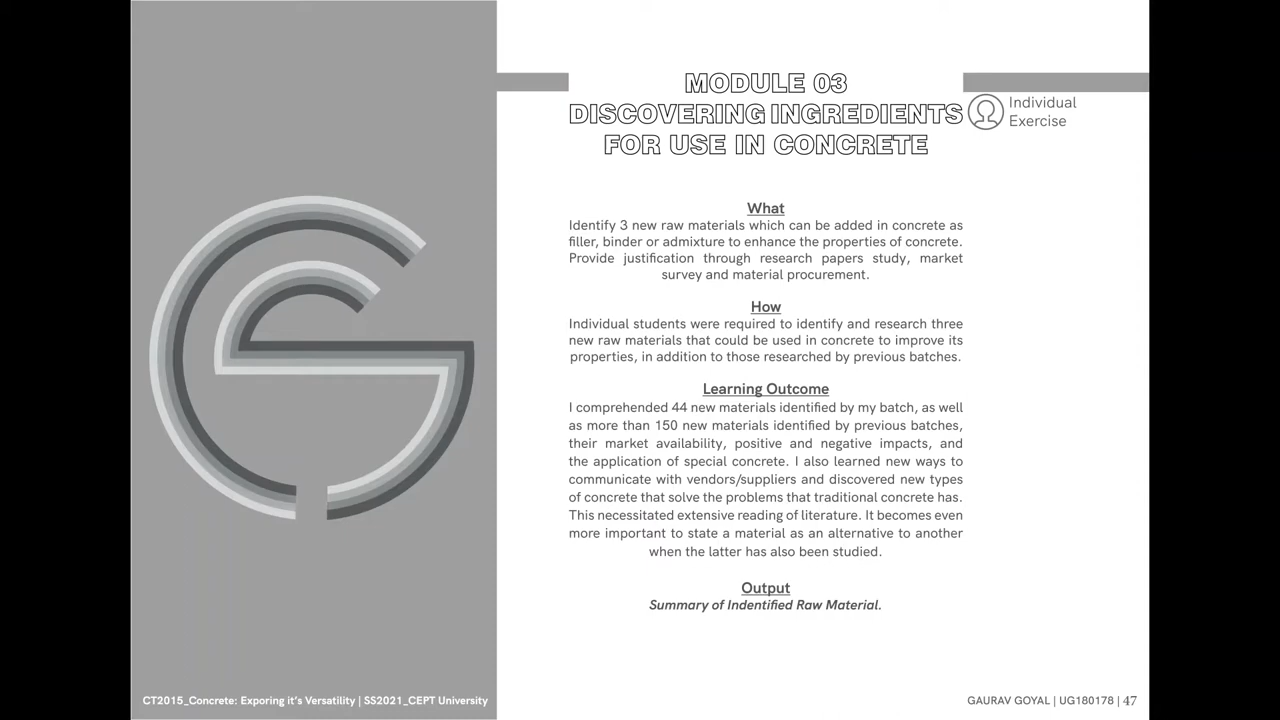 MODULE 03
DISCOVERING INGREDIENTS
FOR USE IN CONCRETE
Individual
Exercise
What
Identify 3 new raw materials which can be added in concrete as
filler, binder or admixture to enhance the properties of concrete.
Provide justification through research papers study, market
survey and material procurement.
How
Individual students were required to identify and research three
new raw materials that could be used in concrete to improve its
properties, in addition to those researched by previous batches.
Learning Outcome
I comprehended 44 new materials identified by my batch, as well
as more than 150 new materials identified by previous batches,
their market availability, positive and negative impacts, and
the application of special concrete. I also learned new ways to
communicate with vendors/suppliers and discovered new types
of concrete that solve the problems that traditional concrete has.
This necessitated extensive reading of literature. It becomes even
more important to state a material as an alternative to another
when the latter has also been studied.
Output
Summary of Indentified Raw Material.
CT2015_Concrete: Exporing it's Versatility | SS2021_CEPT University
GAURAV GOYAL | UG180178 | 47